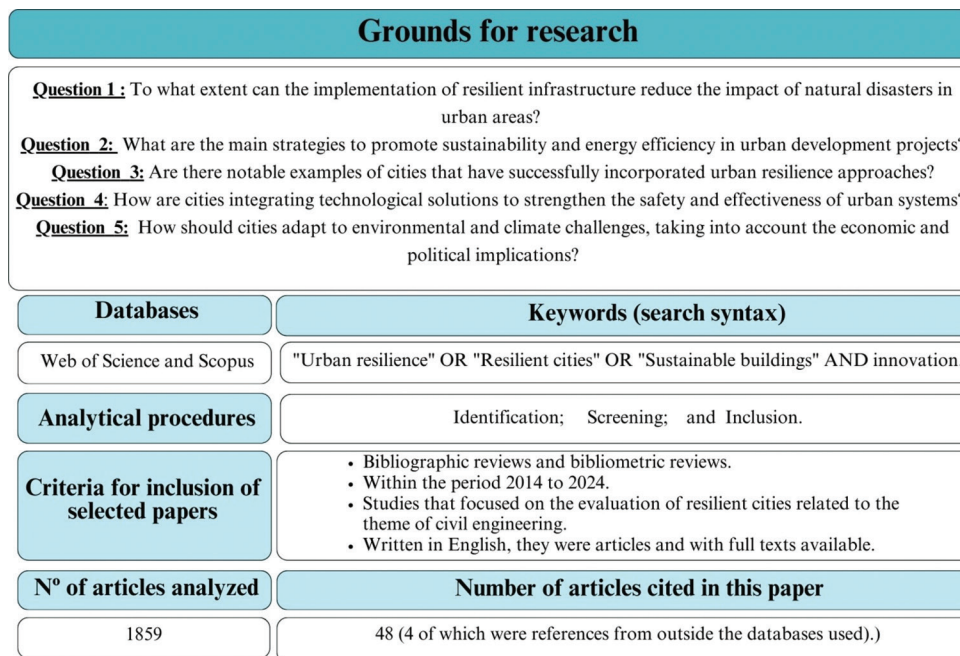 Grounds for research
Question 1 : To what extent can the implementation of resilient infrastructure reduce the impact of natural disasters in
urban areas?
Question 2: What are the main strategies to promote sustainability and energy efficiency in urban development projects?
Question 3: Are there notable examples of cities that have successfully incorporated urban resilience approaches?
Question 4: How are cities integrating technological solutions to strengthen the safety and effectiveness of urban systems?
Question 5: How should cities adapt to environmental and climate challenges, taking into account the economic and
political implications?
Databases
Keywords (search syntax)
Web of Science and Scopus
"Urban resilience" OR "Resilient cities" OR "Sustainable buildings" AND innovation.
Analytical procedures
Identification; Screening; and Inclusion.
Criteria for inclusion of
selected papers
• Bibliographic reviews and bibliometric reviews.
• Within the period 2014 to 2024.
• Studies that focused on the evaluation of resilient cities related to the
theme of civil engineering.
• Written in English, they were articles and with full texts available.
Nº of articles analyzed
Number of articles cited in this paper
1859
48 (4 of which were references from outside the databases used).)